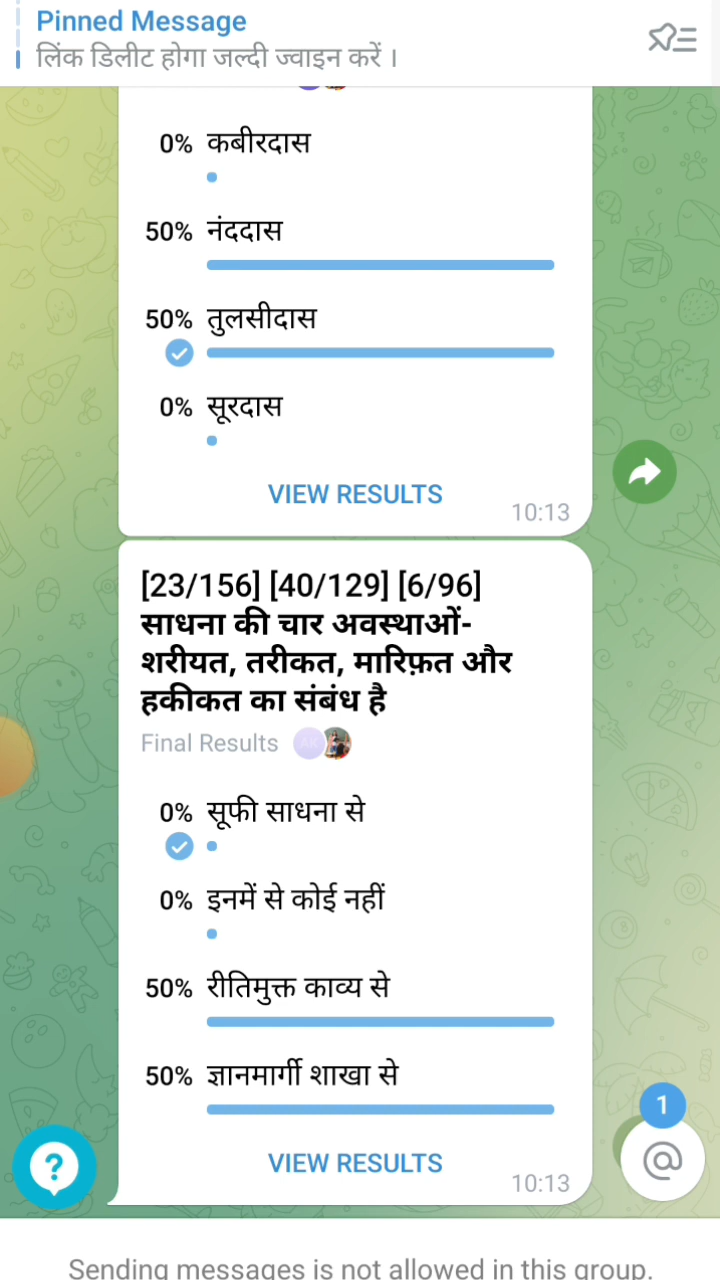 Pinned Message
लिंक डिलीट होगा जल्दी ज्वाइन करें ।
0% कबीरदास
50% नंददास
50% तुलसीदास
0% सूरदास
VIEW RESULTS
10:13
[23/156] [40/129] [6/96]
साधना की चार अवस्थाओं-
शरीयत, तरीकत, मारिफ़त और
हकीकत का संबंध है
Final Results AK
0% सूफी साधना से
0% इनमें से कोई नहीं
50% रीतिमुक्त काव्य से
50% ज्ञानमार्गी शाखा से
VIEW RESULTS
10:13
1
@
?
Sending messages is not allowed in this group.